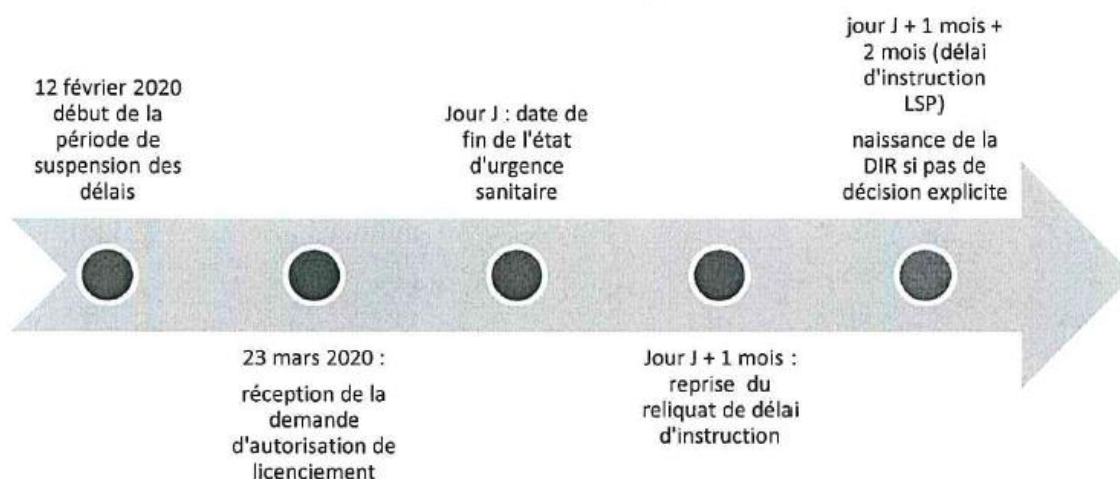 12 février 2020
début de la
période de
suspension des
délais
23 mars 2020 :
réception de la
demande
d'autorisation de
licenciement
Jour J : date de
fin de l'état
d'urgence
sanitaire
Jour J + 1 mois :
reprise du
reliquat de délai
d'instruction
jour J + 1 mois +
2 mois (délai
d'instruction
LSP)
naissance de la
DIR si pas de
décision explicite